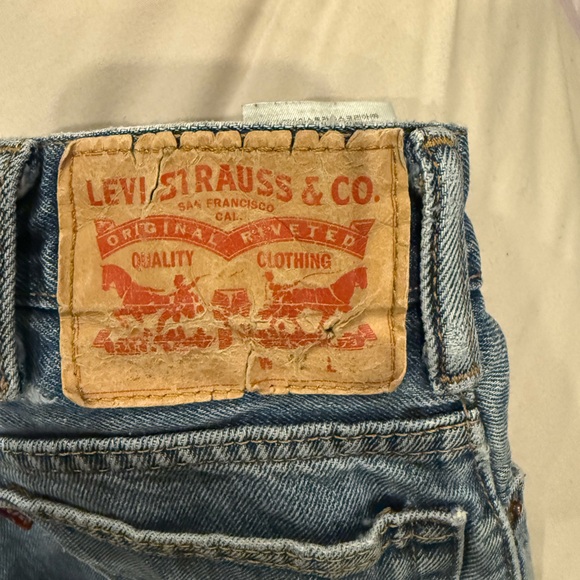 LEVI STRAUSS & CO.
SAN FRANCISCO
CAL.
ORIGINAL RIVETED
QUALITY CLOTHING
W L